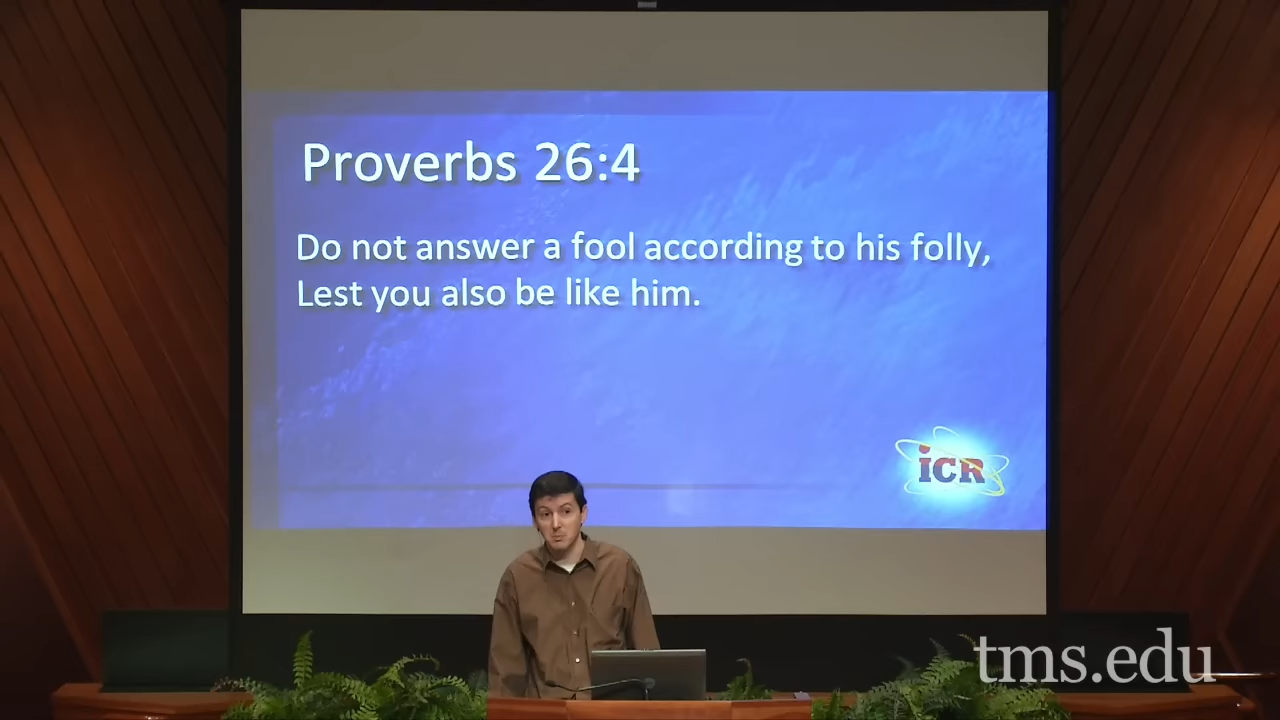 Proverbs 26:4
Do not answer a fool according to his folly,
Lest you also be like him.
iCR
tms.edu